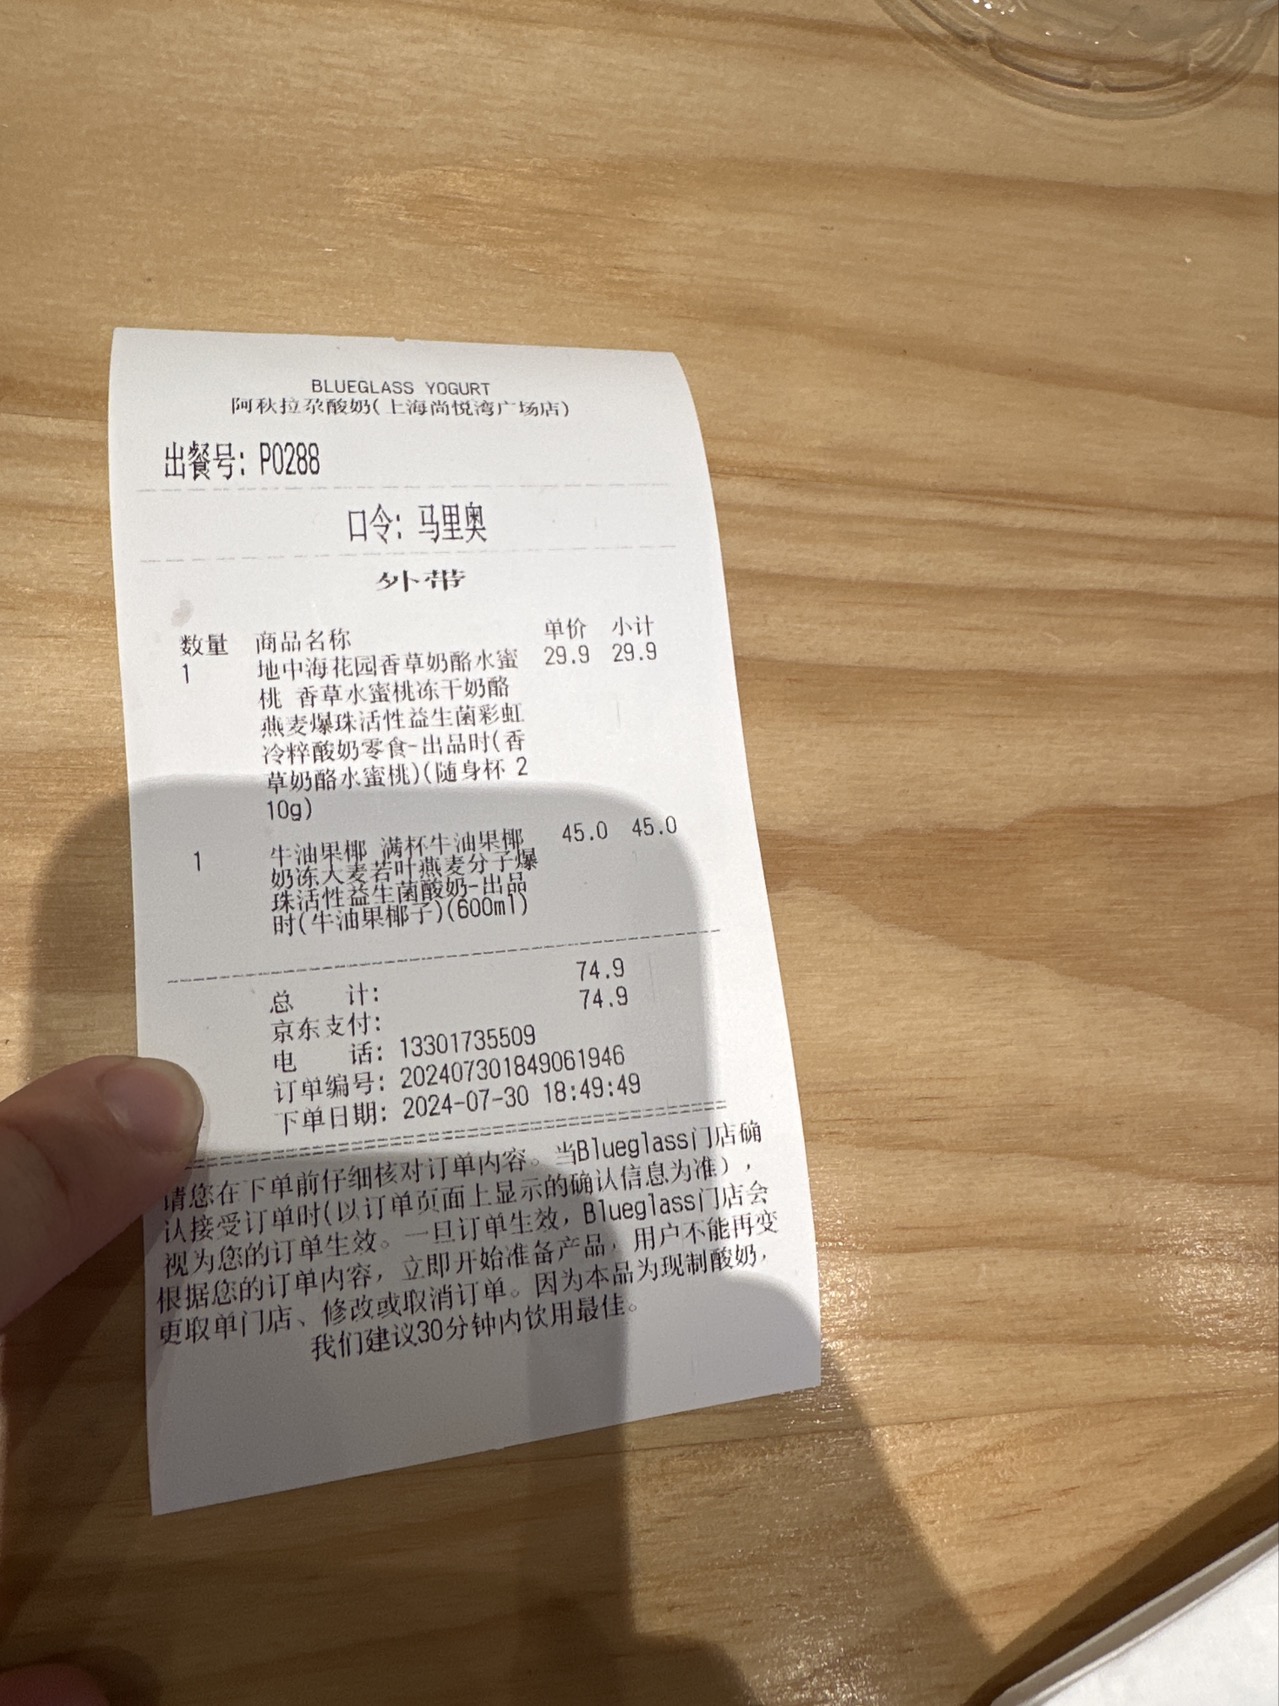 BLUEGLASS YOGURT
阿秋拉尕酸奶(上海尚悦湾广场店)
出餐号: P0288
口令: 马里奥
外带
数量 商品名称 单价 小计
1 地中海花园香草奶酪水蜜 29.9 29.9
桃 香草水蜜桃冻干奶酪
燕麦爆珠活性益生菌彩虹
冷粹酸奶零食-出品时(香
草奶酪水蜜桃)(随身杯 2
10g)
1 牛油果椰 满杯牛油果椰 45.0 45.0
奶冻大麦若叶燕麦分子爆
珠活性益生菌酸奶-出品
时(牛油果椰子)(600ml)
总 计: 74.9
京东支付: 74.9
电 话: 13301735509
订单编号: 202407301849061946
下单日期: 2024-07-30 18:49:49
请您在下单前仔细核对订单内容。当Blueglass门店确
认接受订单时(以订单页面上显示的确认信息为准),
视为您的订单生效。一旦订单生效, Blueglass门店会
根据您的订单内容, 立即开始准备产品, 用户不能再变
更取单门店、修改或取消订单。因为本品为现制酸奶,
我们建议30分钟内饮用最佳。